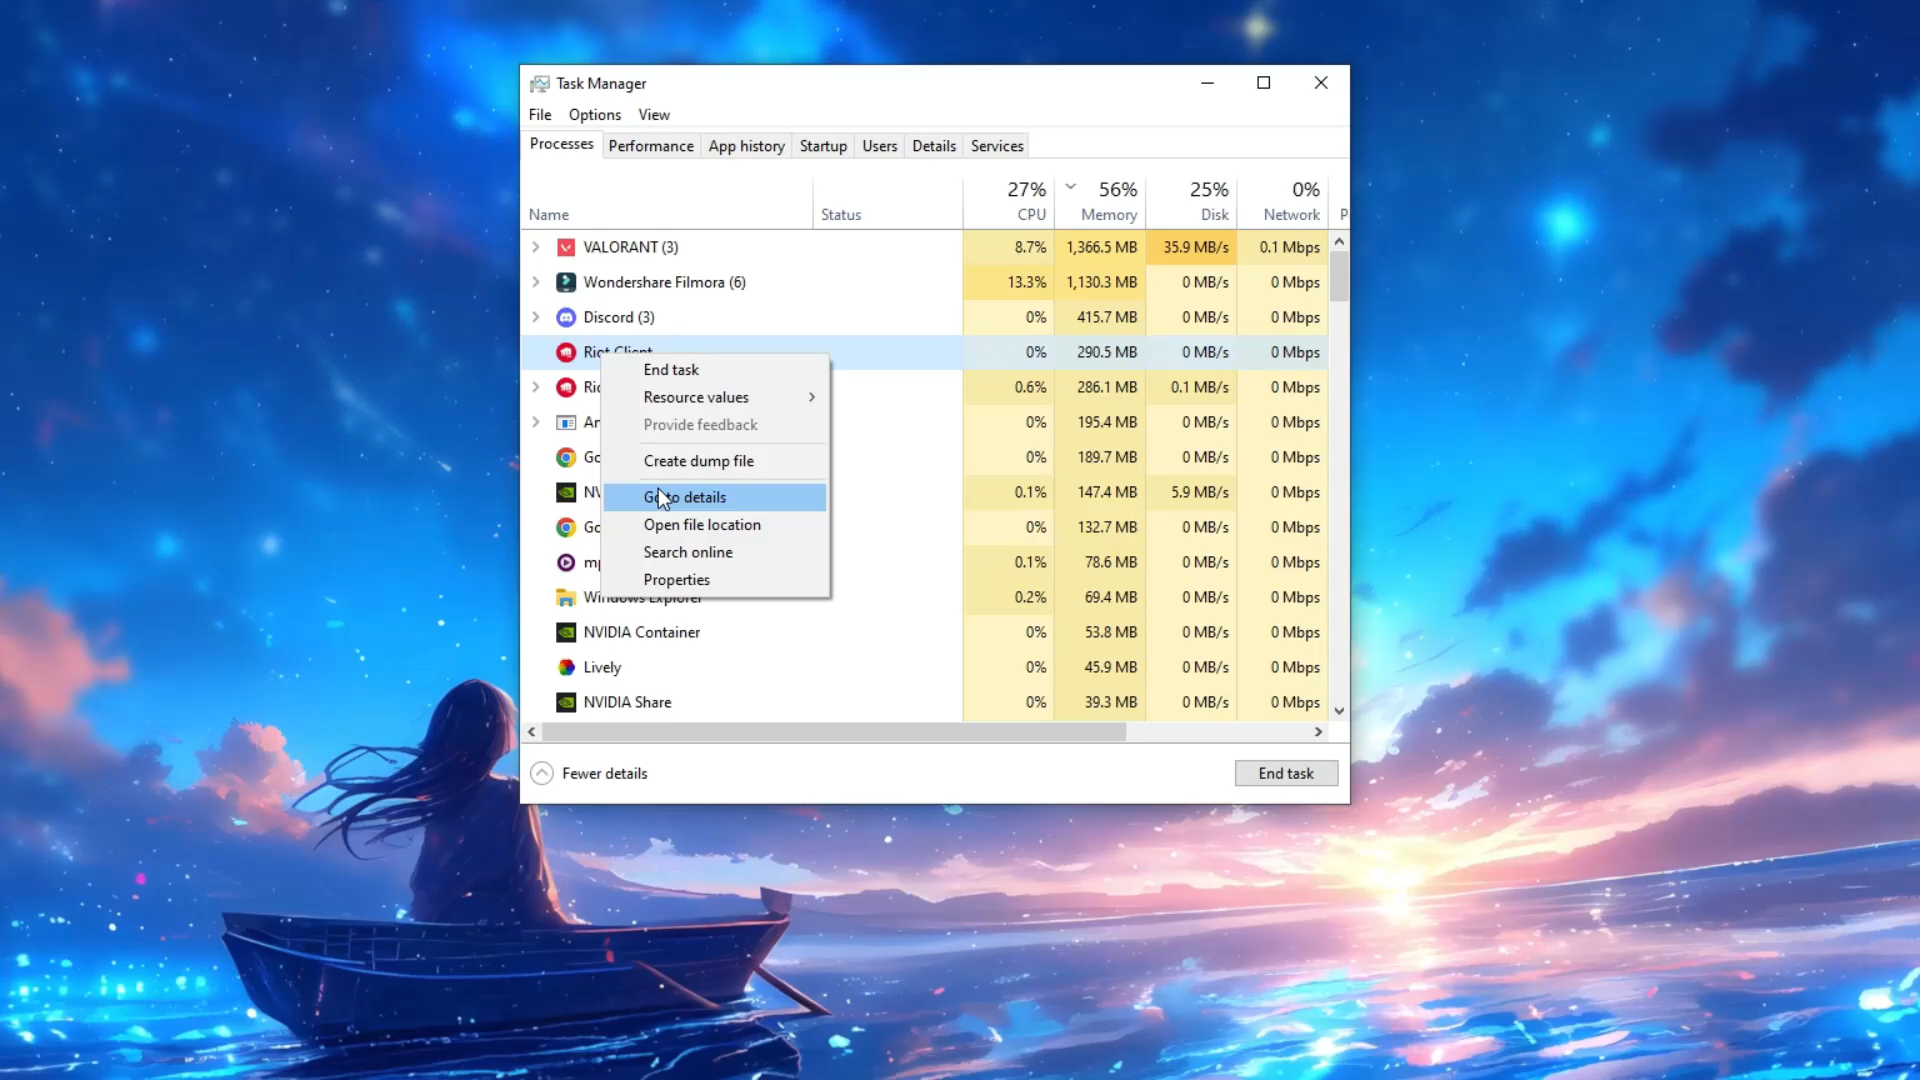 Task Manager
File Options View
Processes Performance App history Startup Users Details Services
27% 56% 25% 0%
Name Status CPU Memory Disk Network P
VALORANT (3) 8.7% 1,366.5 MB 35.9 MB/s 0.1 Mbps
Wondershare Filmora (6) 13.3% 1,130.3 MB 0 MB/s 0 Mbps
Discord (3) 0% 415.7 MB 0 MB/s 0 Mbps
Riot Client 0% 290.5 MB 0 MB/s 0 Mbps
End task
Ric 0.6% 286.1 MB 0.1 MB/s 0 Mbps
Resource values
An 0% 195.4 MB 0 MB/s 0 Mbps
Provide feedback
Go 0% 189.7 MB 0 MB/s 0 Mbps
Create dump file
NV 0.1% 147.4 MB 5.9 MB/s 0 Mbps
Go to details
Go 0% 132.7 MB 0 MB/s 0 Mbps
Open file location
Search online
mp 0.1% 78.6 MB 0 MB/s 0 Mbps
Properties
Windows Explorer 0.2% 69.4 MB 0 MB/s 0 Mbps
NVIDIA Container 0% 53.8 MB 0 MB/s 0 Mbps
Lively 0% 45.9 MB 0 MB/s 0 Mbps
NVIDIA Share 0% 39.3 MB 0 MB/s 0 Mbps
Fewer details End task